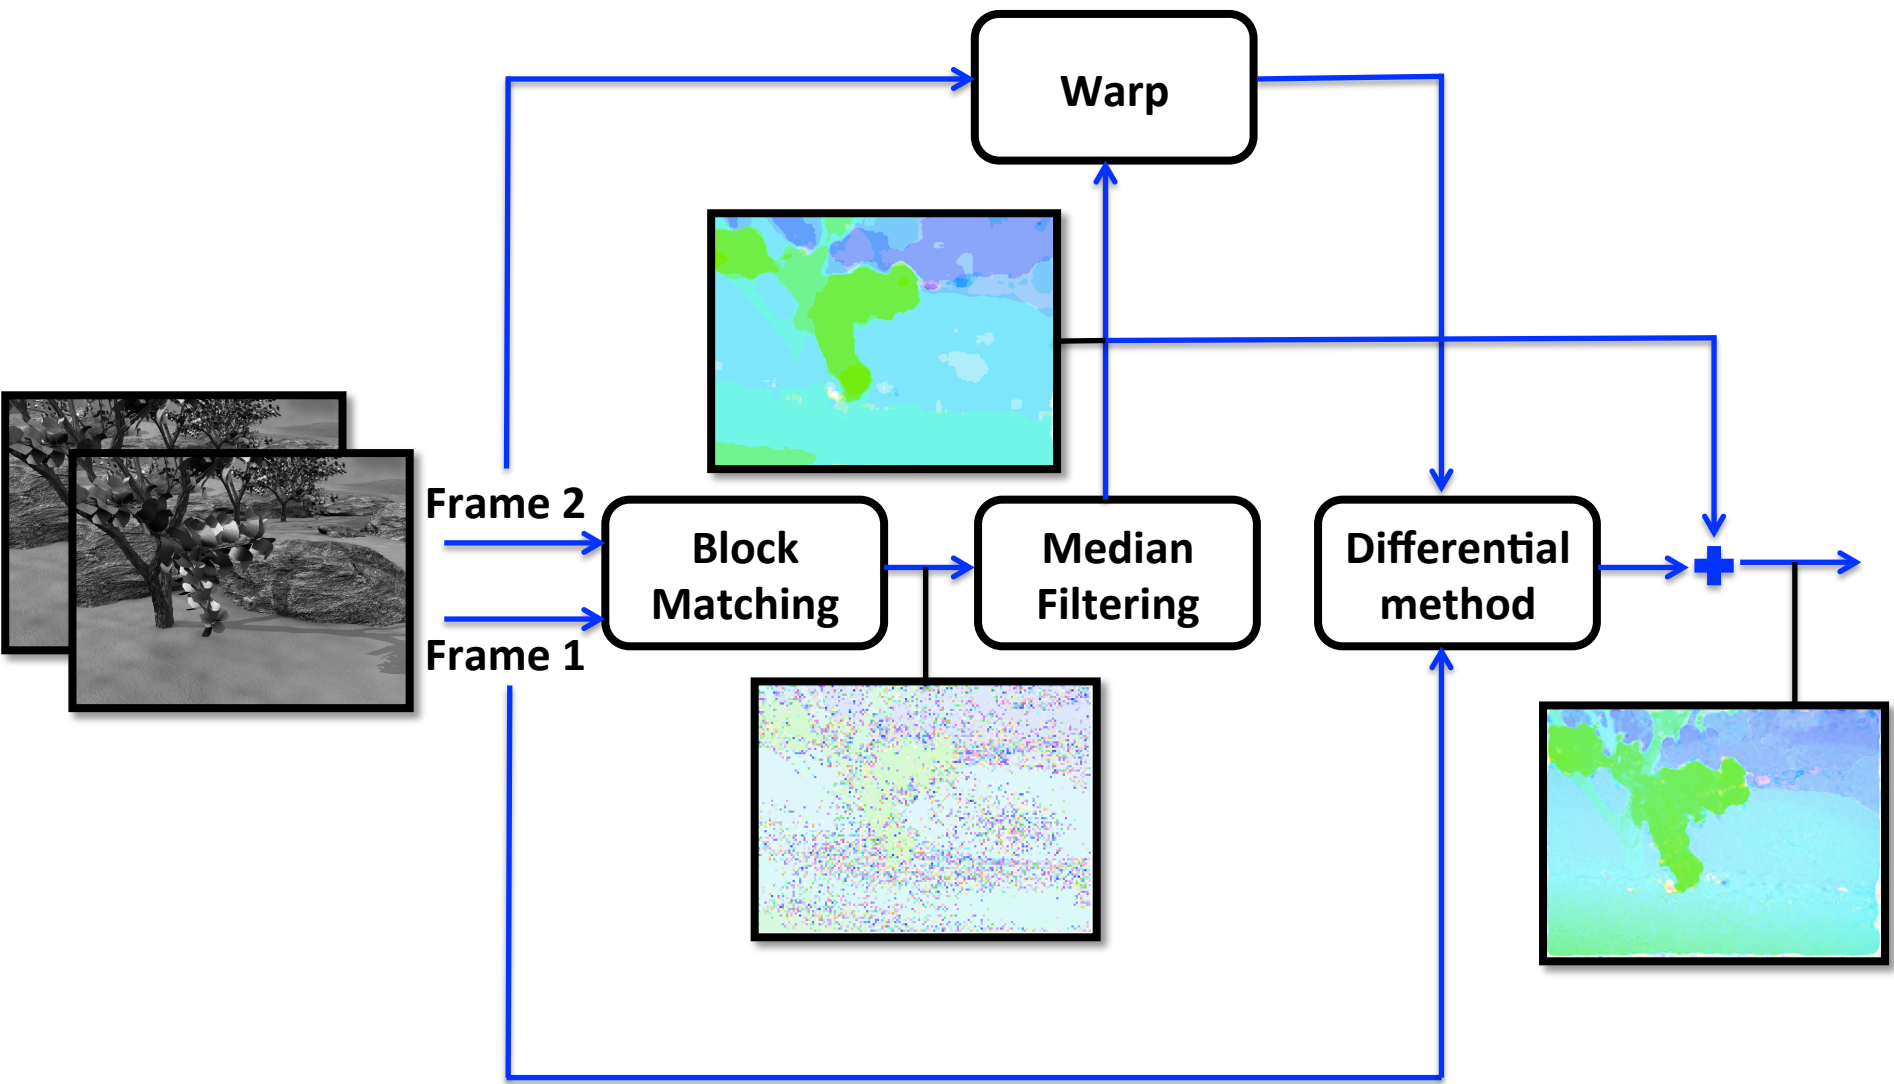 Warp
Frame 2
Block
Matching
Median
Filtering
Differential
method
Frame 1